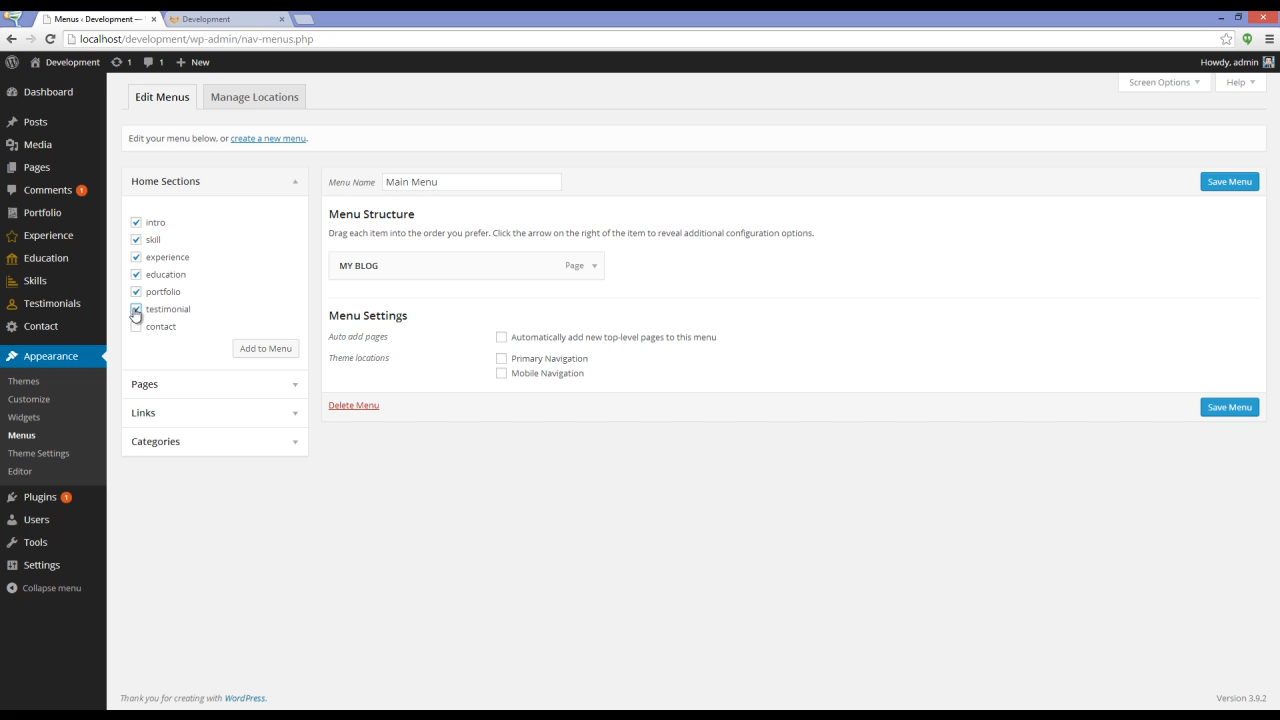 Menus ‹ Development —
Development
localhost/development/wp-admin/nav-menus.php
Development 1 1 New
Howdy, admin
Dashboard
Posts
Media
Pages
Comments 1
Portfolio
Experience
Education
Skills
Testimonials
Contact
Appearance
Themes
Customize
Widgets
Menus
Theme Settings
Editor
Plugins 1
Users
Tools
Settings
Collapse menu
Screen Options
Help
Edit Menus
Manage Locations
Edit your menu below, or create a new menu.
Home Sections
intro
skill
experience
education
portfolio
testimonial
contact
Add to Menu
Pages
Links
Categories
Menu Name Main Menu
Save Menu
Menu Structure
Drag each item into the order you prefer. Click the arrow on the right of the item to reveal additional configuration options.
MY BLOG Page
Menu Settings
Auto add pages Automatically add new top-level pages to this menu
Theme locations Primary Navigation
Mobile Navigation
Delete Menu
Save Menu
Thank you for creating with WordPress.
Version 3.9.2